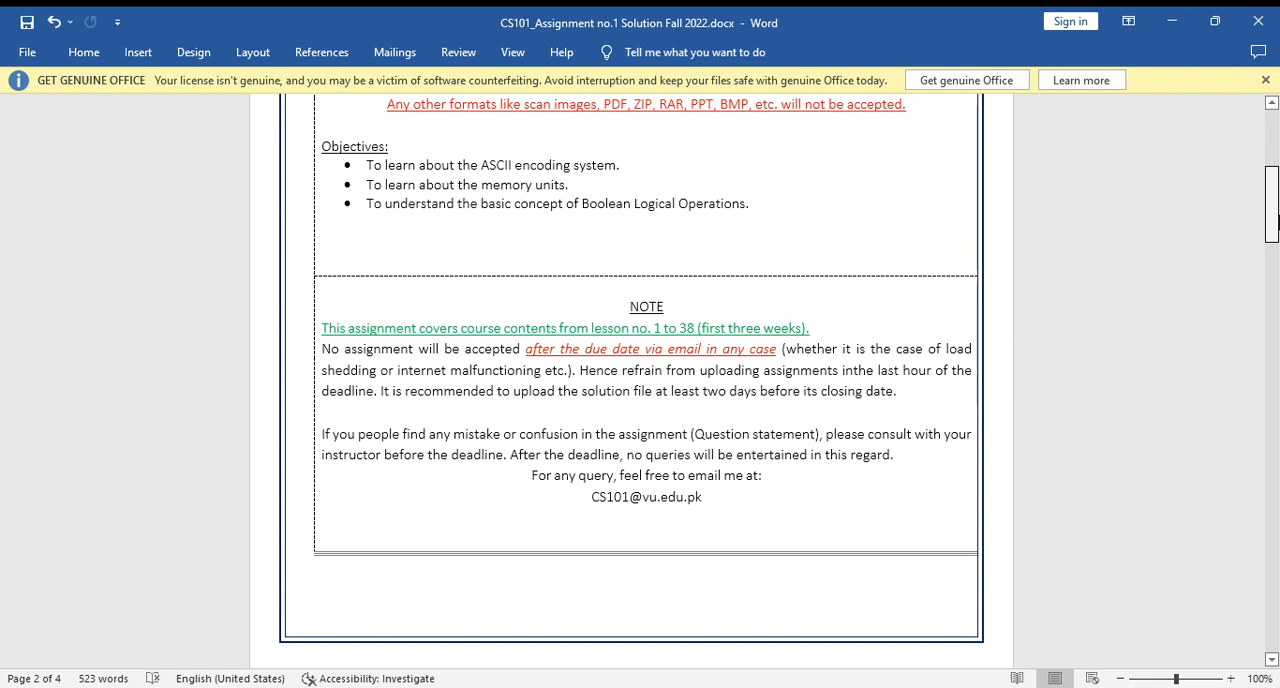 CS101_Assignment no.1 Solution Fall 2022.docx - Word
Sign in
File Home Insert Design Layout References Mailings Review View Help Tell me what you want to do
GET GENUINE OFFICE Your license isn't genuine, and you may be a victim of software counterfeiting. Avoid interruption and keep your files safe with genuine Office today. Get genuine Office Learn more
Any other formats like scan images, PDF, ZIP, RAR, PPT, BMP, etc. will not be accepted.
Objectives:
• To learn about the ASCII encoding system.
• To learn about the memory units.
• To understand the basic concept of Boolean Logical Operations.
NOTE
This assignment covers course contents from lesson no. 1 to 38 (first three weeks).
No assignment will be accepted after the due date via email in any case (whether it is the case of load
shedding or internet malfunctioning etc.). Hence refrain from uploading assignments inthe last hour of the
deadline. It is recommended to upload the solution file at least two days before its closing date.
If you people find any mistake or confusion in the assignment (Question statement), please consult with your
instructor before the deadline. After the deadline, no queries will be entertained in this regard.
For any query, feel free to email me at:
CS101@vu.edu.pk
Page 2 of 4 523 words English (United States) Accessibility: Investigate 100%